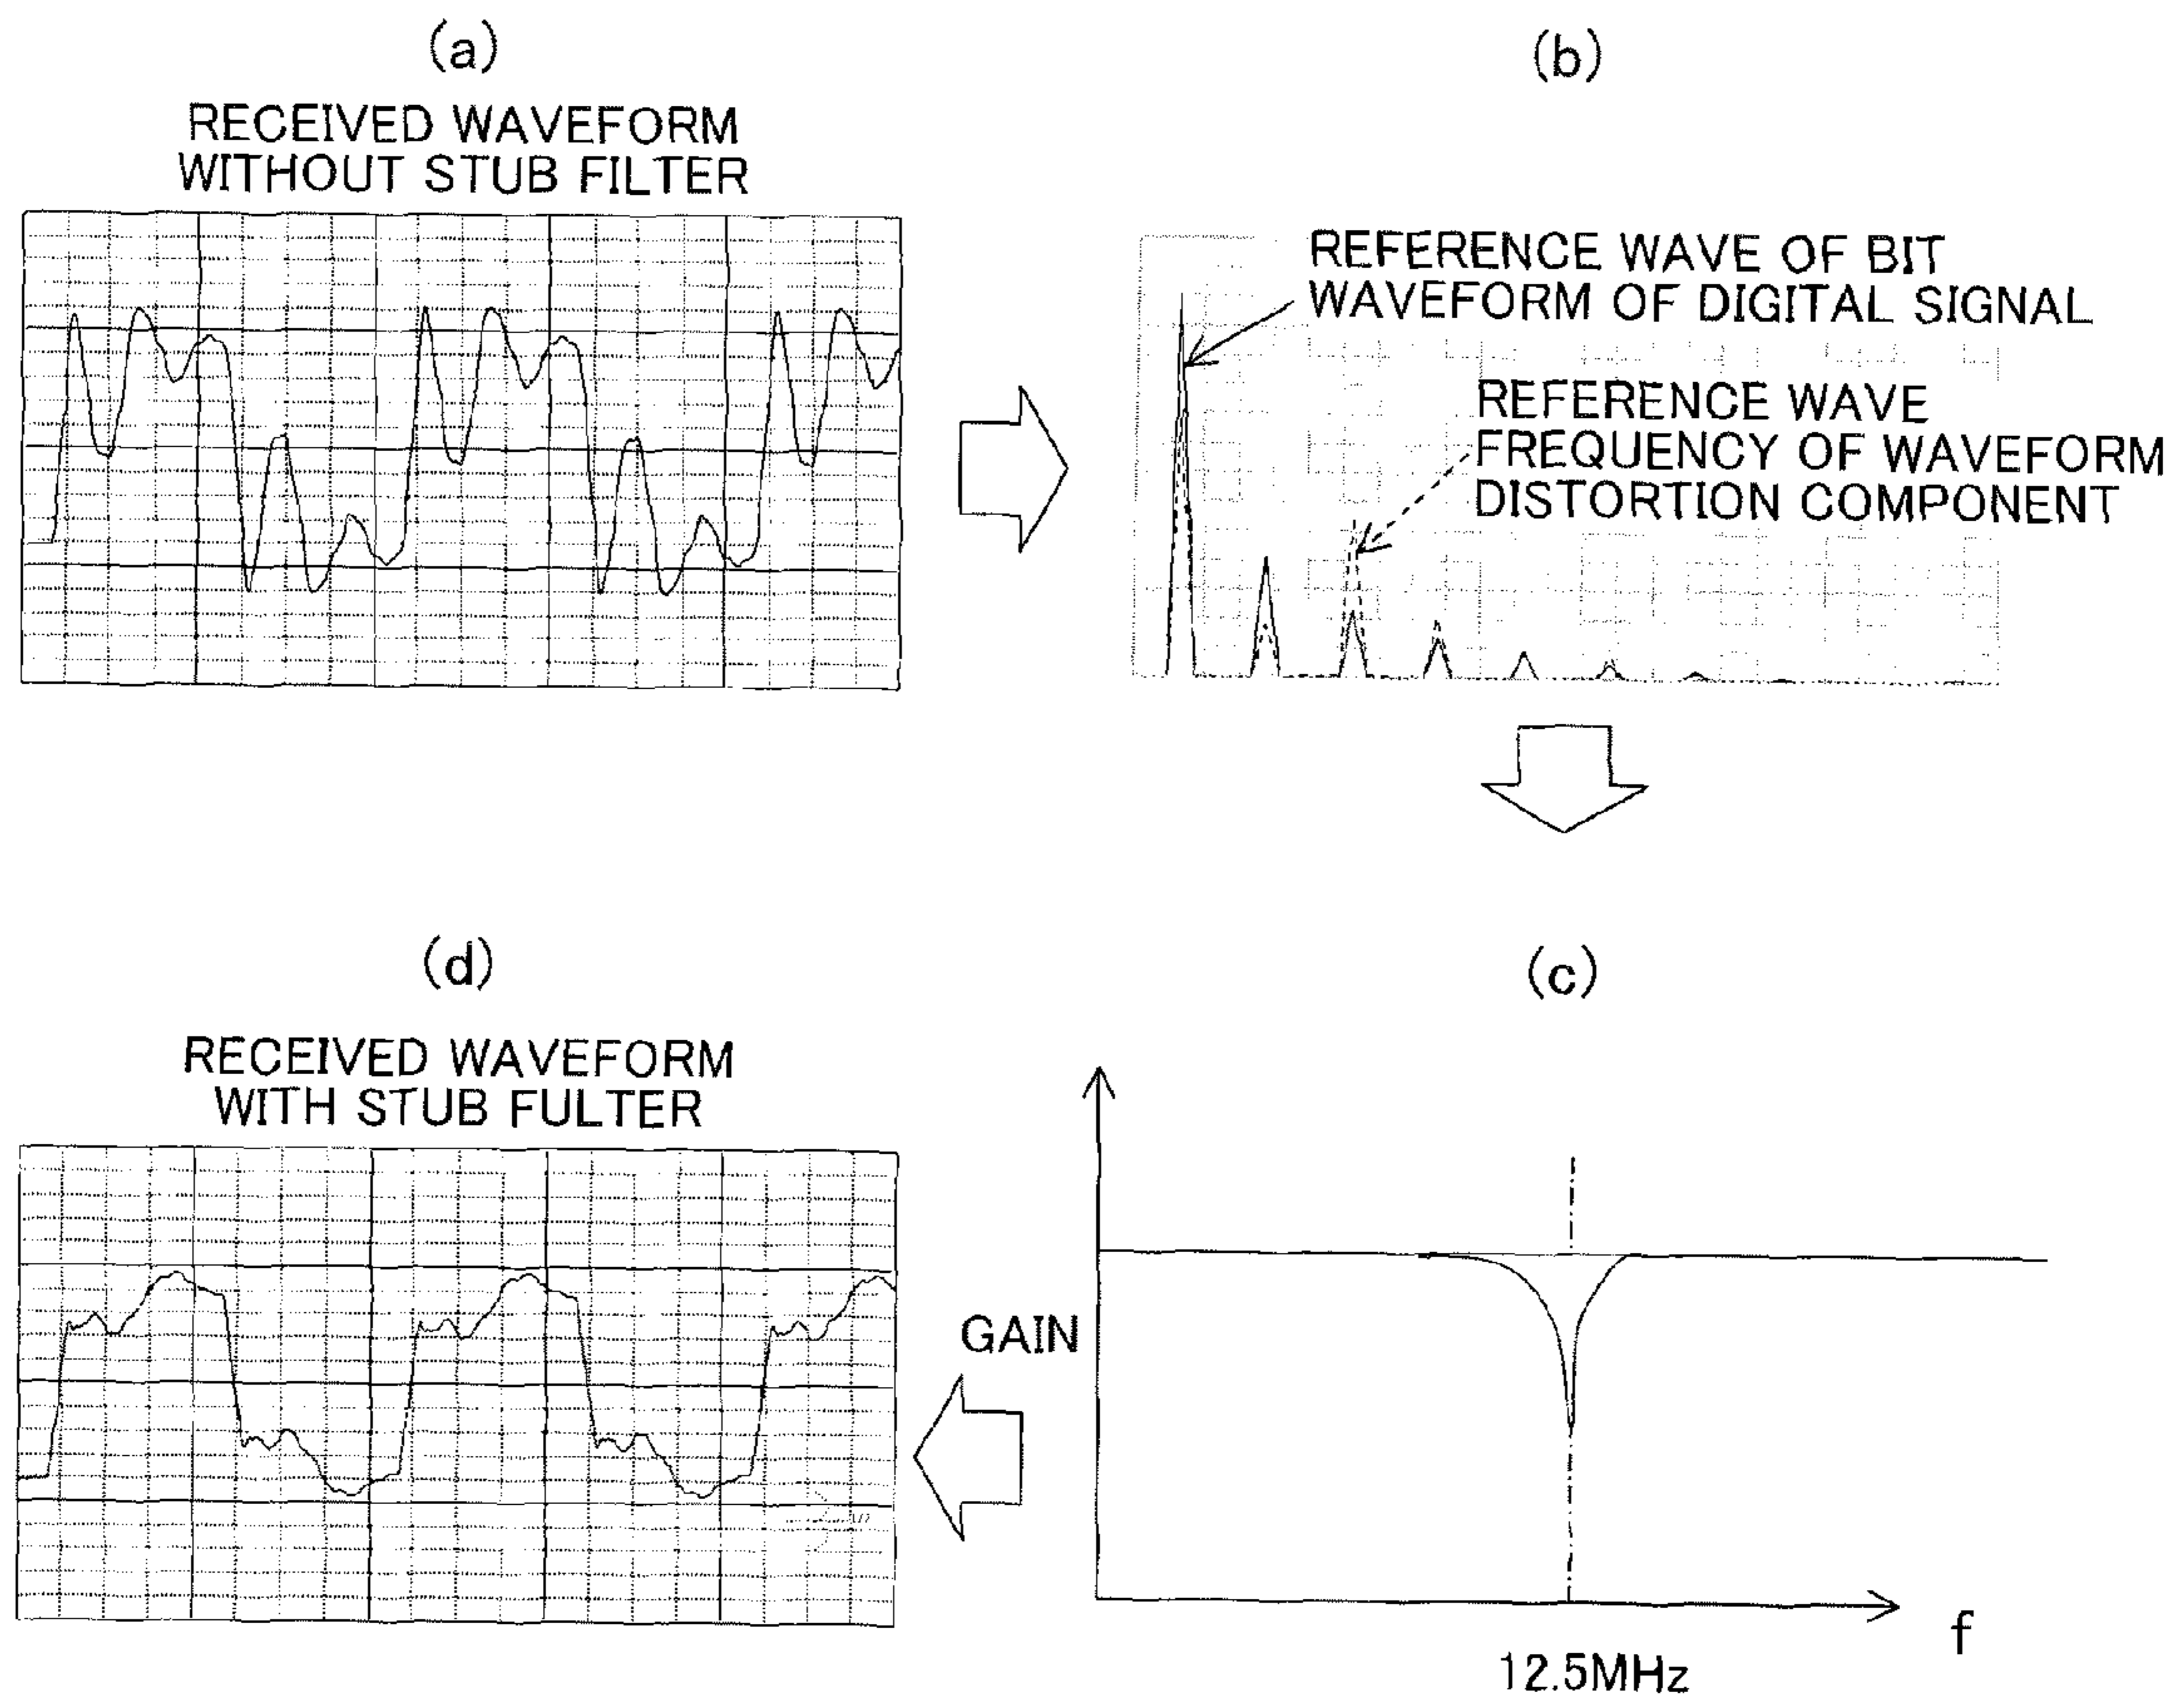 (a)
RECEIVED WAVEFORM
WITHOUT STUB FILTER
(b)
REFERENCE WAVE OF BIT
WAVEFORM OF DIGITAL SIGNAL
REFERENCE WAVE
FREQUENCY OF WAVEFORM
DISTORTION COMPONENT
(d)
RECEIVED WAVEFORM
WITH STUB FULTER
(c)
GAIN
f
12.5MHz